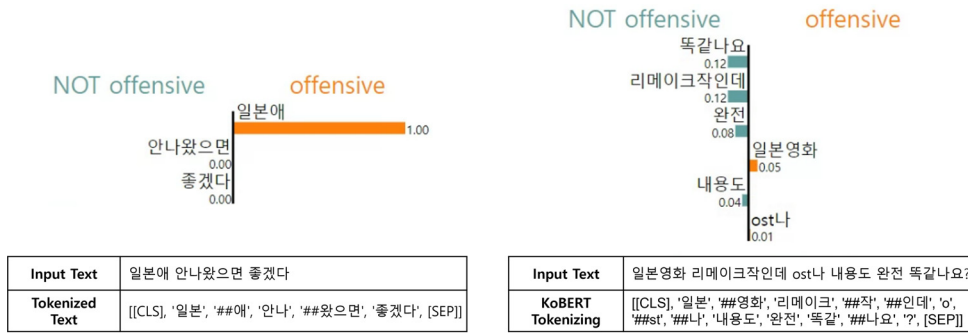 NOT offensive offensive
일본애
1.00
안나왔으면
0.00
좋겠다
0.00
Input Text 일본애 안나왔으면 좋겠다
Tokenized Text [[CLS], '일본', '##애', '안나', '##왔으면', '좋겠다', [SEP]]
NOT offensive offensive
똑같나요
0.12
리메이크작인데
0.12
완전
0.08
일본영화
0.05
내용도
0.04
ost나
0.01
Input Text 일본영화 리메이크작인데 ost나 내용도 완전 똑같나요?
KoBERT Tokenizing [[CLS], '일본', '##영화', '리메이크', '##작', '##인데', 'o',
'##st', '##나', '내용도', '완전', '똑같', '##나요', '?', [SEP]]